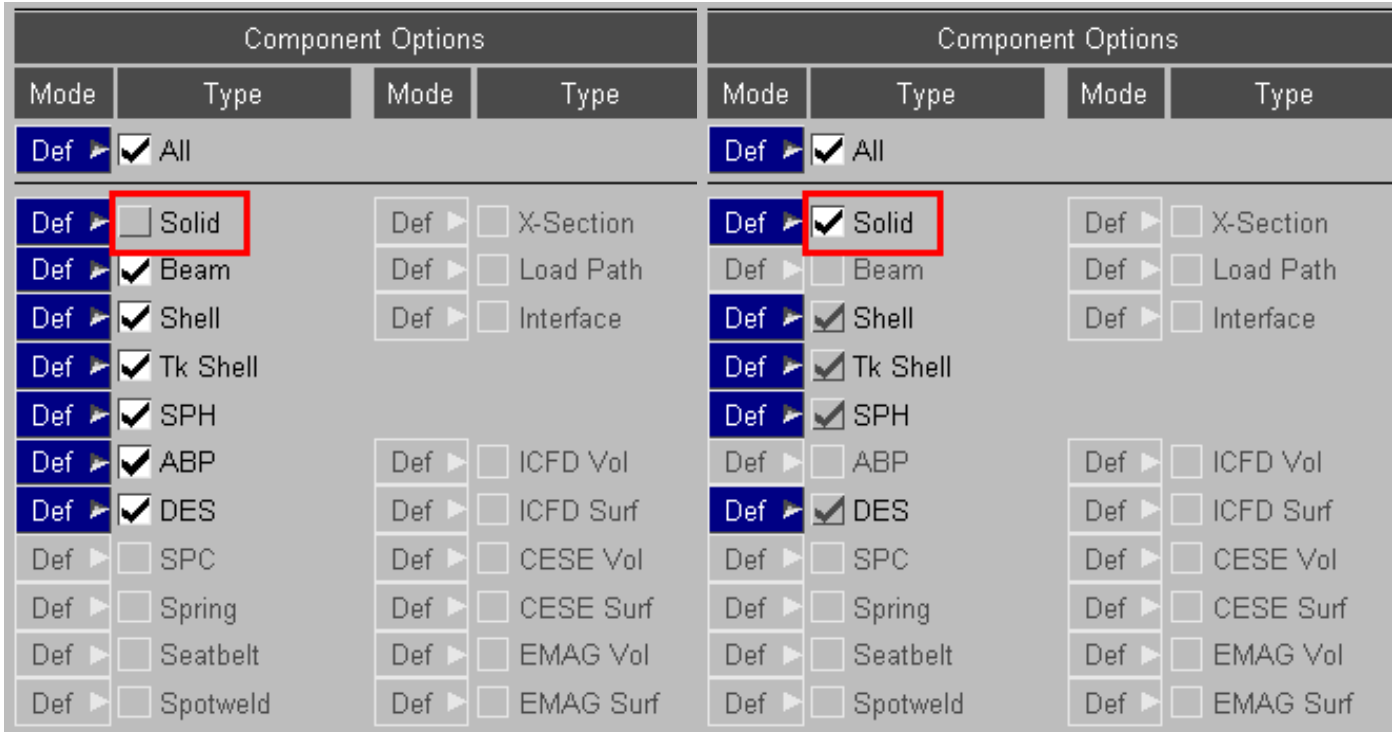 Component Options
Mode Type Mode Type
Def All
Def Solid Def X-Section
Def Beam Def Load Path
Def Shell Def Interface
Def Tk Shell
Def SPH
Def ABP Def ICFD Vol
Def DES Def ICFD Surf
Def SPC Def CESE Vol
Def Spring Def CESE Surf
Def Seatbelt Def EMAG Vol
Def Spotweld Def EMAG Surf
Component Options
Mode Type Mode Type
Def All
Def Solid Def X-Section
Def Beam Def Load Path
Def Shell Def Interface
Def Tk Shell
Def SPH
Def ABP Def ICFD Vol
Def DES Def ICFD Surf
Def SPC Def CESE Vol
Def Spring Def CESE Surf
Def Seatbelt Def EMAG Vol
Def Spotweld Def EMAG Surf